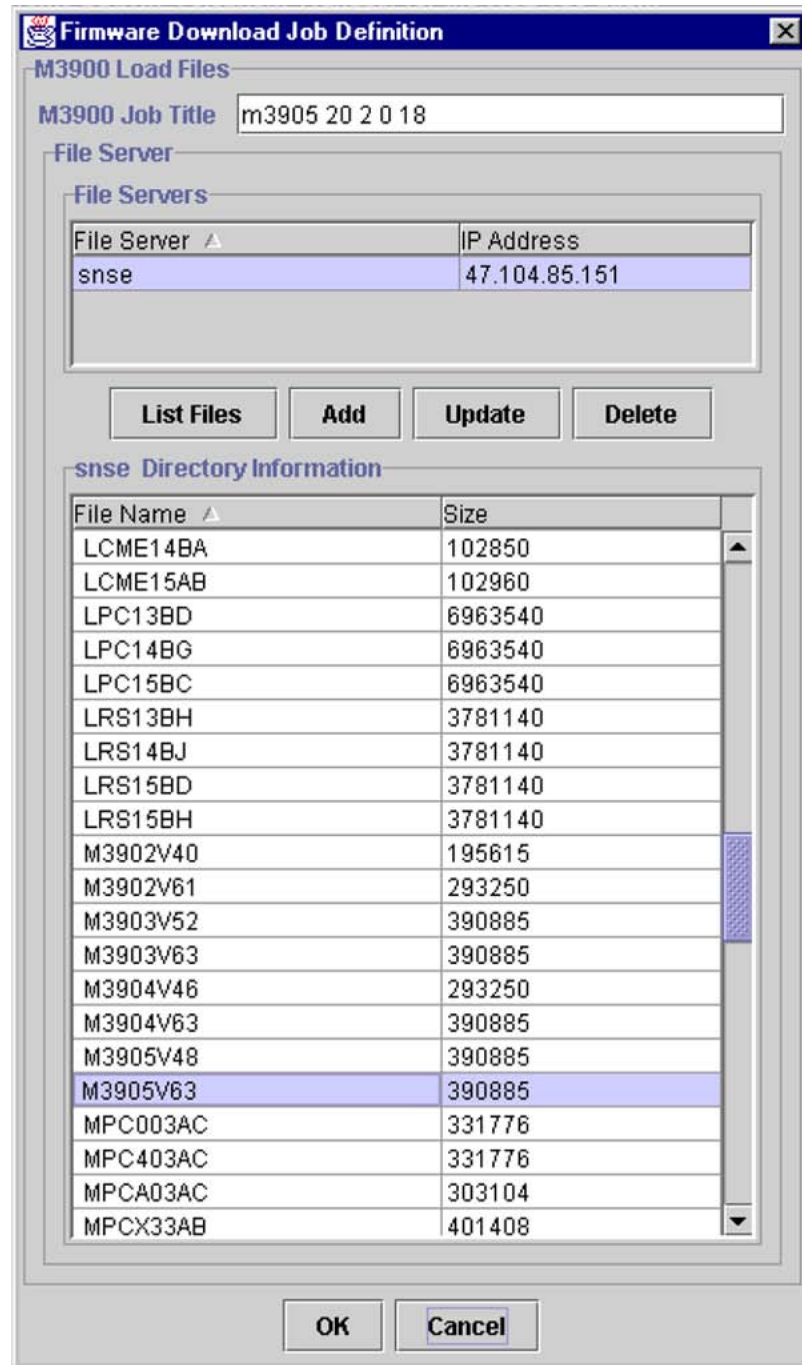 Firmware Download Job Definition
M3900 Load Files
M3900 Job Title m3905 20 2 0 18
File Server
File Servers
File Server IP Address
snse 47.104.85.151
List Files Add Update Delete
snse Directory Information
File Name Size
LCME14BA 102850
LCME15AB 102960
LPC13BD 6963540
LPC14BG 6963540
LPC15BC 6963540
LRS13BH 3781140
LRS14BJ 3781140
LRS15BD 3781140
LRS15BH 3781140
M3902V40 195615
M3902V61 293250
M3903V52 390885
M3903V63 390885
M3904V46 293250
M3904V63 390885
M3905V48 390885
M3905V63 390885
MPC003AC 331776
MPC403AC 331776
MPCA03AC 303104
MPCX33AB 401408
OK Cancel